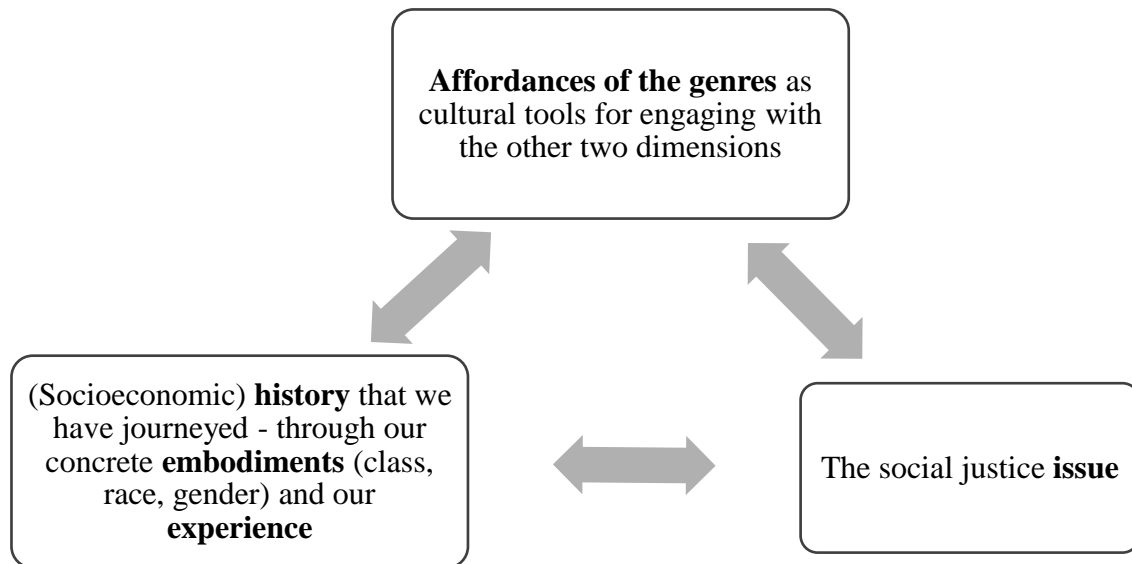 Affordances of the genres as
cultural tools for engaging with
the other two dimensions
(Socioeconomic) history that we
have journeyed - through our
concrete embodiments (class,
race, gender) and our
experience
The social justice issue